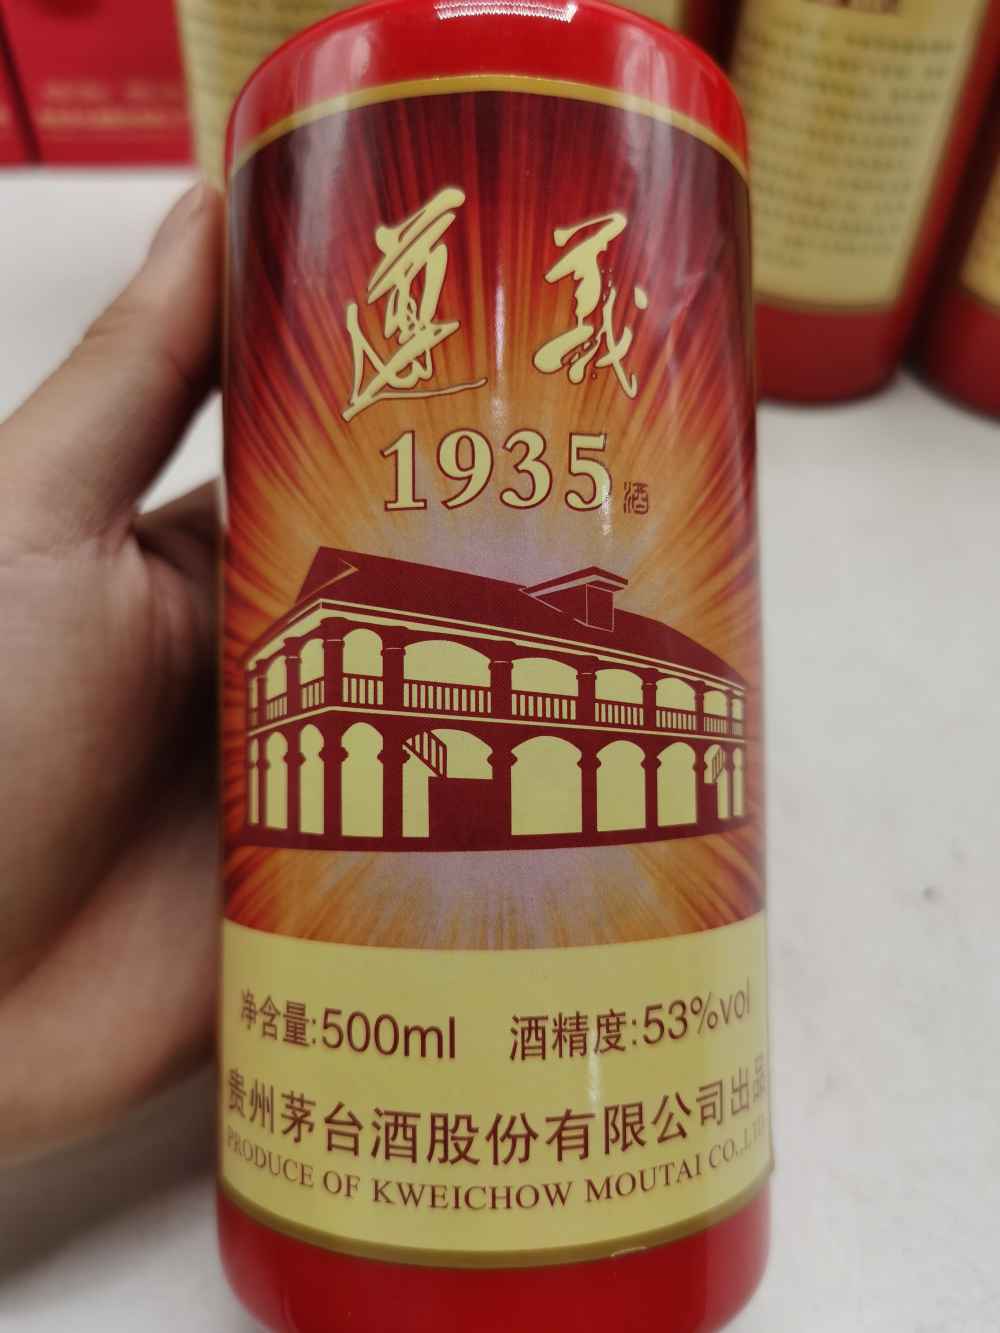 遵义
1935酒
净含量:500ml 酒精度:53%vol
贵州茅台酒股份有限公司出品
PRODUCE OF KWEICHOW MOUTAI CO.,LTD